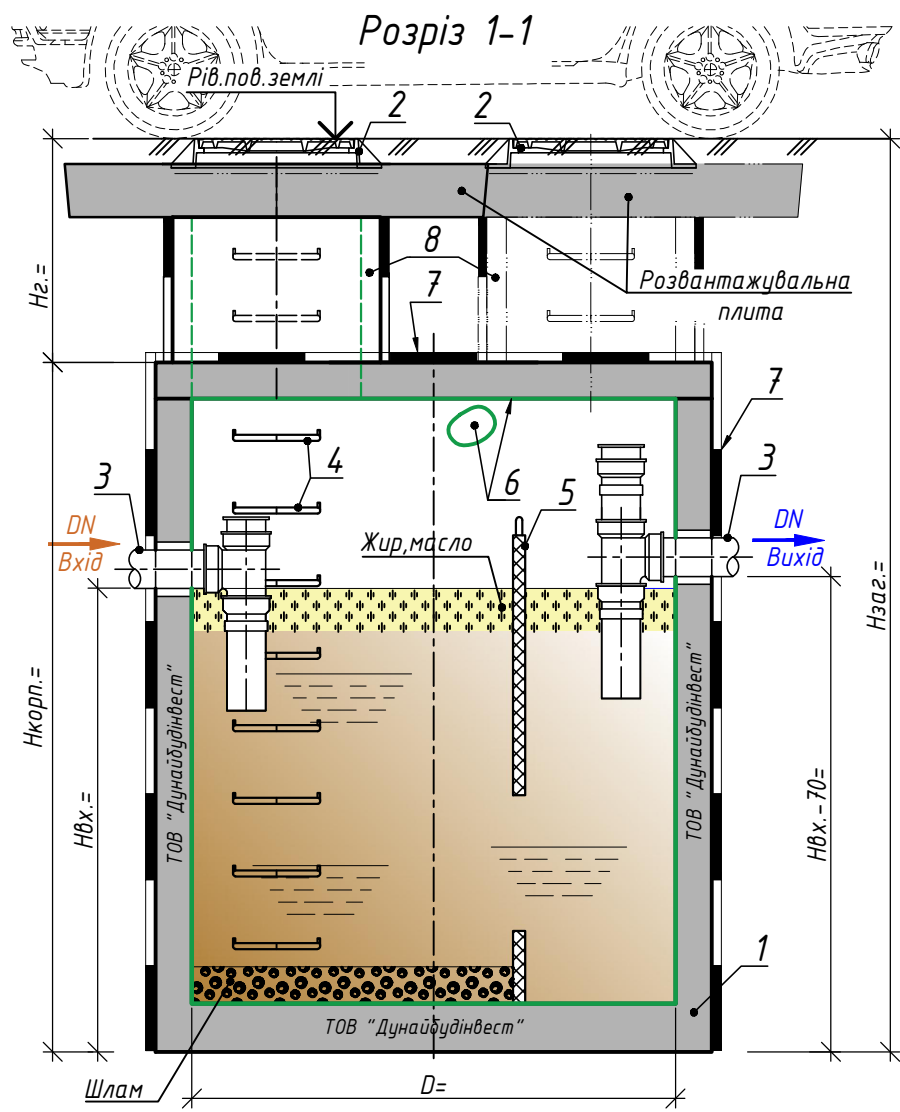 Розріз 1-1
Рів.пов.землі
2
2
Нг.=
8
7
Розвантажувальна
плита
7
3
4
6
5
3
DN
Вхід
Жир,масло
DN
Вихід
Нзаг.=
Нкорп.=
Нвх.=
ТОВ "Дунайбудінвест"
ТОВ "Дунайбудінвест"
Нвх.-70=
1
ТОВ "Дунайбудінвест"
Шлам
D=